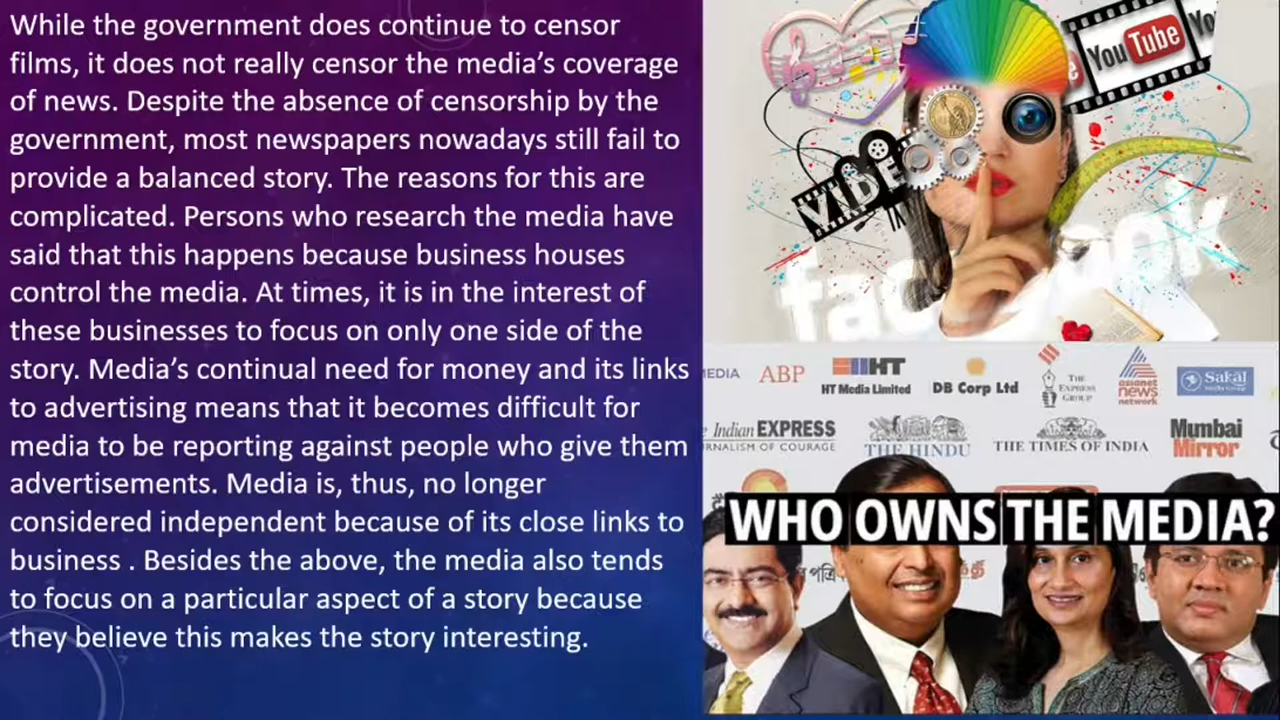 While the government does continue to censor
films, it does not really censor the media's coverage
of news. Despite the absence of censorship by the
government, most newspapers nowadays still fail to
provide a balanced story. The reasons for this are
complicated. Persons who research the media have
said that this happens because business houses
control the media. At times, it is in the interest of
these businesses to focus on only one side of the
story. Media's continual need for money and its links
to advertising means that it becomes difficult for
media to be reporting against people who give them
advertisements. Media is, thus, no longer
considered independent because of its close links to
business . Besides the above, the media also tends
to focus on a particular aspect of a story because
they believe this makes the story interesting.
YouTube
Yo
VIDE
facebook
MEDIA
ABP
HT
HT Media Limited
DB Corp Ltd
THE
EXPRESS
GROUP
asianet
news
network
Sakāl
Indian EXPRESS
JOURNALISM OF COURAGE
THE HINDU
THE TIMES OF INDIA
Mumbai
Mirror
WHO OWNS THE MEDIA?